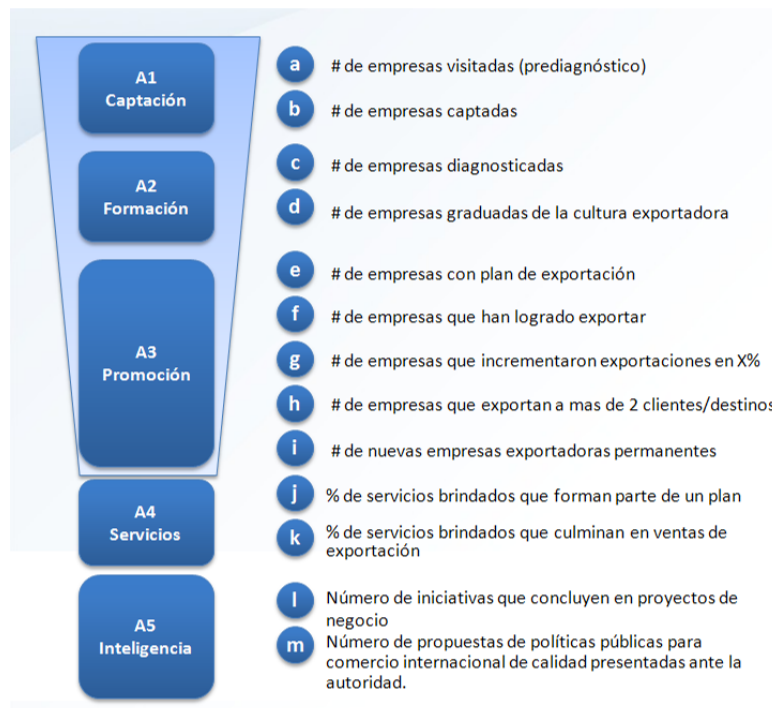 A1
Captación
a
# de empresas visitadas (prediagnóstico)
b
# de empresas captadas
A2
Formación
c
# de empresas diagnosticadas
d
# de empresas graduadas de la cultura exportadora
A3
Promoción
e
# de empresas con plan de exportación
f
# de empresas que han logrado exportar
g
# de empresas que incrementaron exportaciones en X%
h
# de empresas que exportan a mas de 2 clientes/destinos
i
# de nuevas empresas exportadoras permanentes
A4
Servicios
j
% de servicios brindados que forman parte de un plan
k
% de servicios brindados que culminan en ventas de
exportación
A5
Inteligencia
l
Número de iniciativas que concluyen en proyectos de
negocio
m
Número de propuestas de políticas públicas para
comercio internacional de calidad presentadas ante la
autoridad.